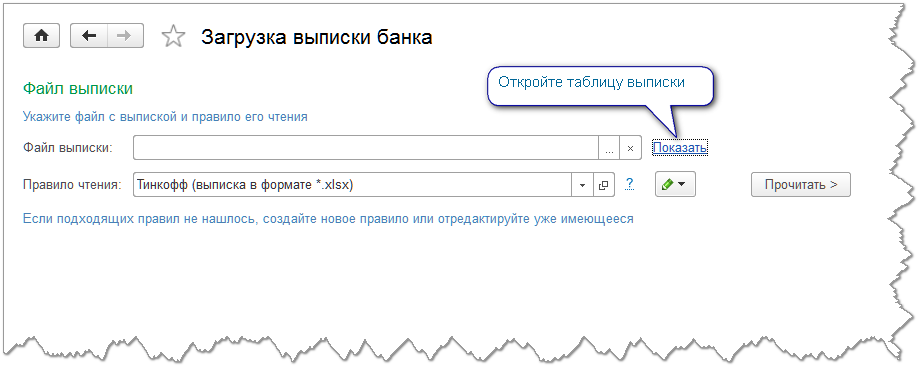 Загрузка выписки банка
Файл выписки
Откройте таблицу выписки
Укажите файл с выпиской и правило его чтения
Файл выписки: ... × Показать
Правило чтения: Тинкофф (выписка в формате *.xlsx) ? Прочитать >
Если подходящих правил не нашлось, создайте новое правило или отредактируйте уже имеющееся